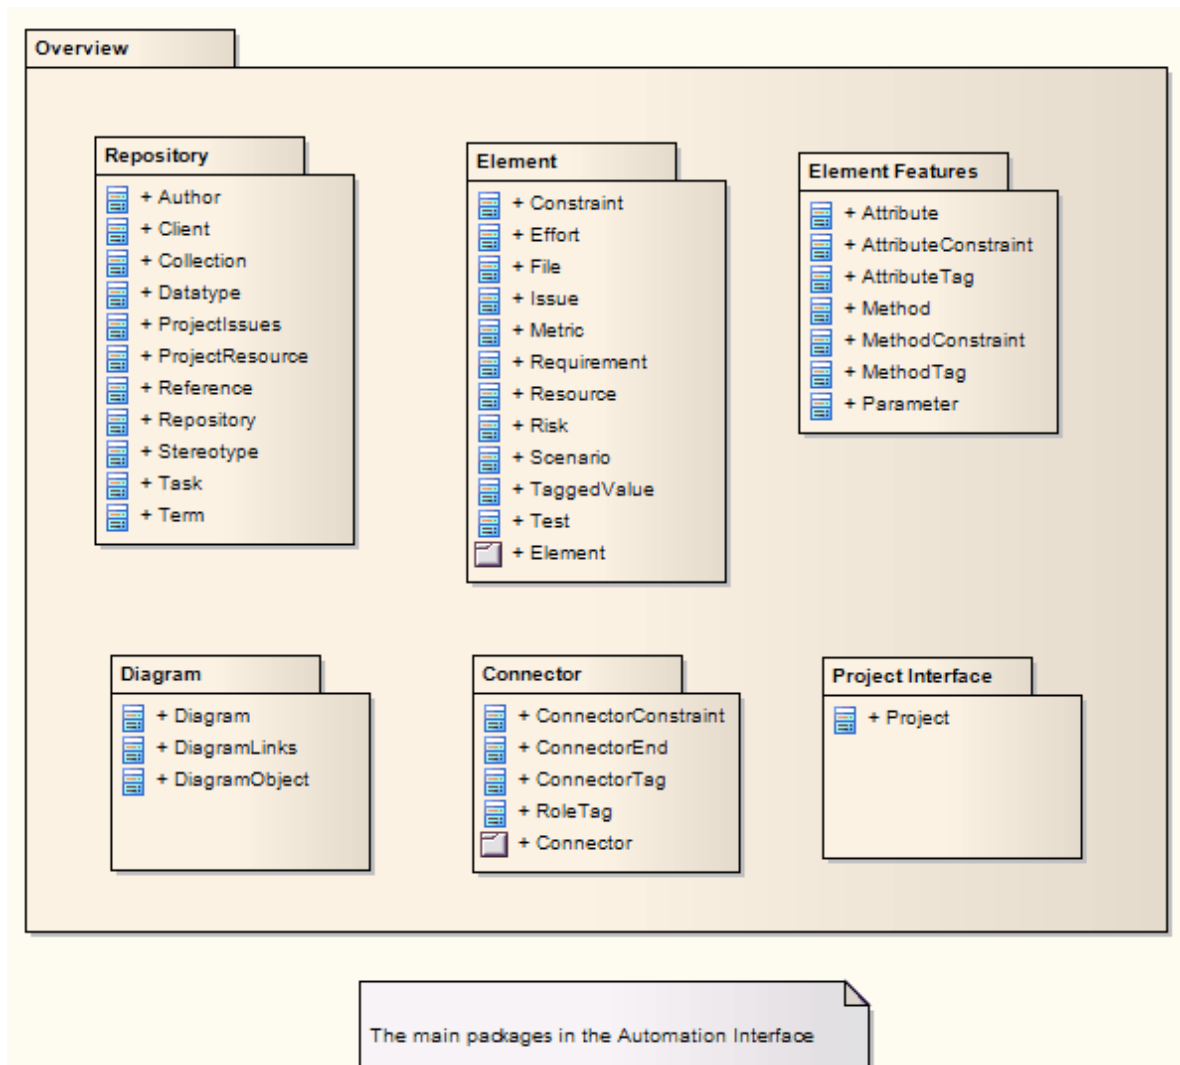 Overview
Repository
+ Author
+ Client
+ Collection
+ Datatype
+ ProjectIssues
+ ProjectResource
+ Reference
+ Repository
+ Stereotype
+ Task
+ Term
Element
+ Constraint
+ Effort
+ File
+ Issue
+ Metric
+ Requirement
+ Resource
+ Risk
+ Scenario
+ TaggedValue
+ Test
+ Element
Element Features
+ Attribute
+ AttributeConstraint
+ AttributeTag
+ Method
+ MethodConstraint
+ MethodTag
+ Parameter
Diagram
+ Diagram
+ DiagramLinks
+ DiagramObject
Connector
+ ConnectorConstraint
+ ConnectorEnd
+ ConnectorTag
+ RoleTag
+ Connector
Project Interface
+ Project
The main packages in the Automation Interface